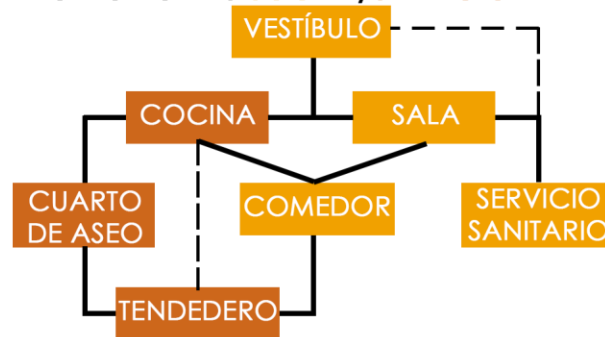 VESTÍBULO
COCINA
SALA
CUARTO
DE ASEO
COMEDOR
SERVICIO
SANITARIO
TENDEDERO